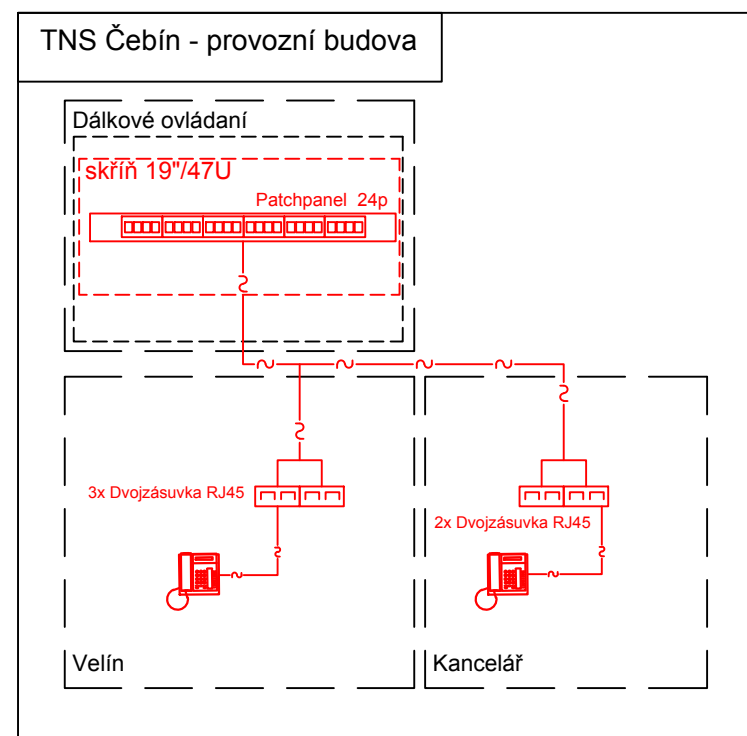 TNS Čebín - provozní budova
Dálkové ovládaní
skříň 19"/47U
Patchpanel 24p
3x Dvojzásuvka RJ45
2x Dvojzásuvka RJ45
Velín
Kancelář